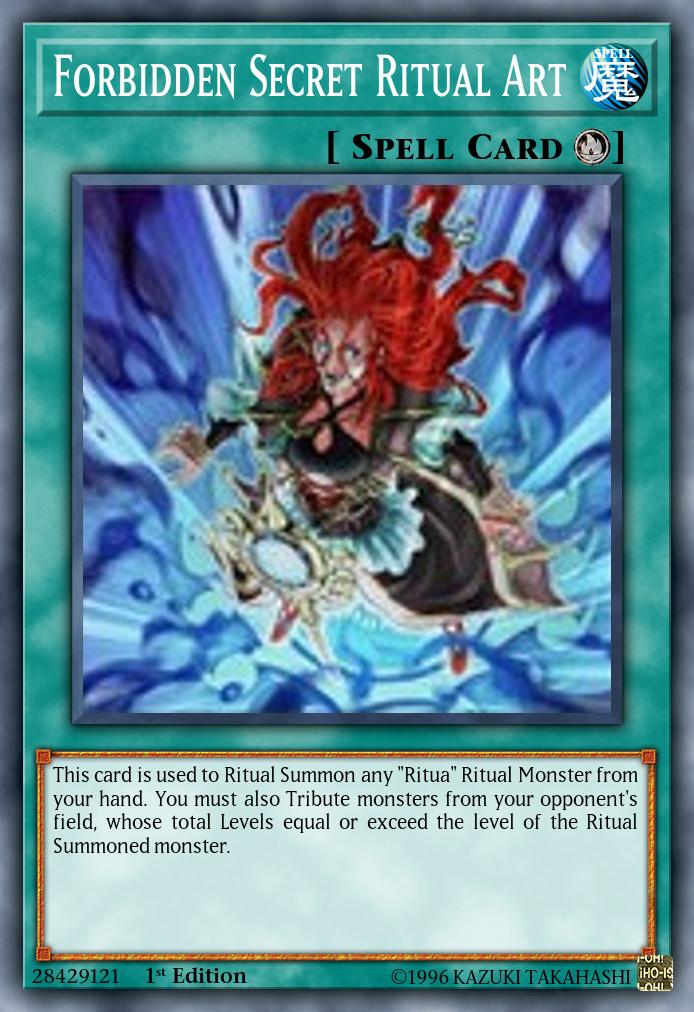 Forbidden Secret Ritual Art
SPELL
魔
[ Spell Card ]
This card is used to Ritual Summon any "Ritua" Ritual Monster from
your hand. You must also Tribute monsters from your opponent's
field, whose total Levels equal or exceed the level of the Ritual
Summoned monster.
28429121 1st Edition ©1996 KAZUKI TAKAHASHI